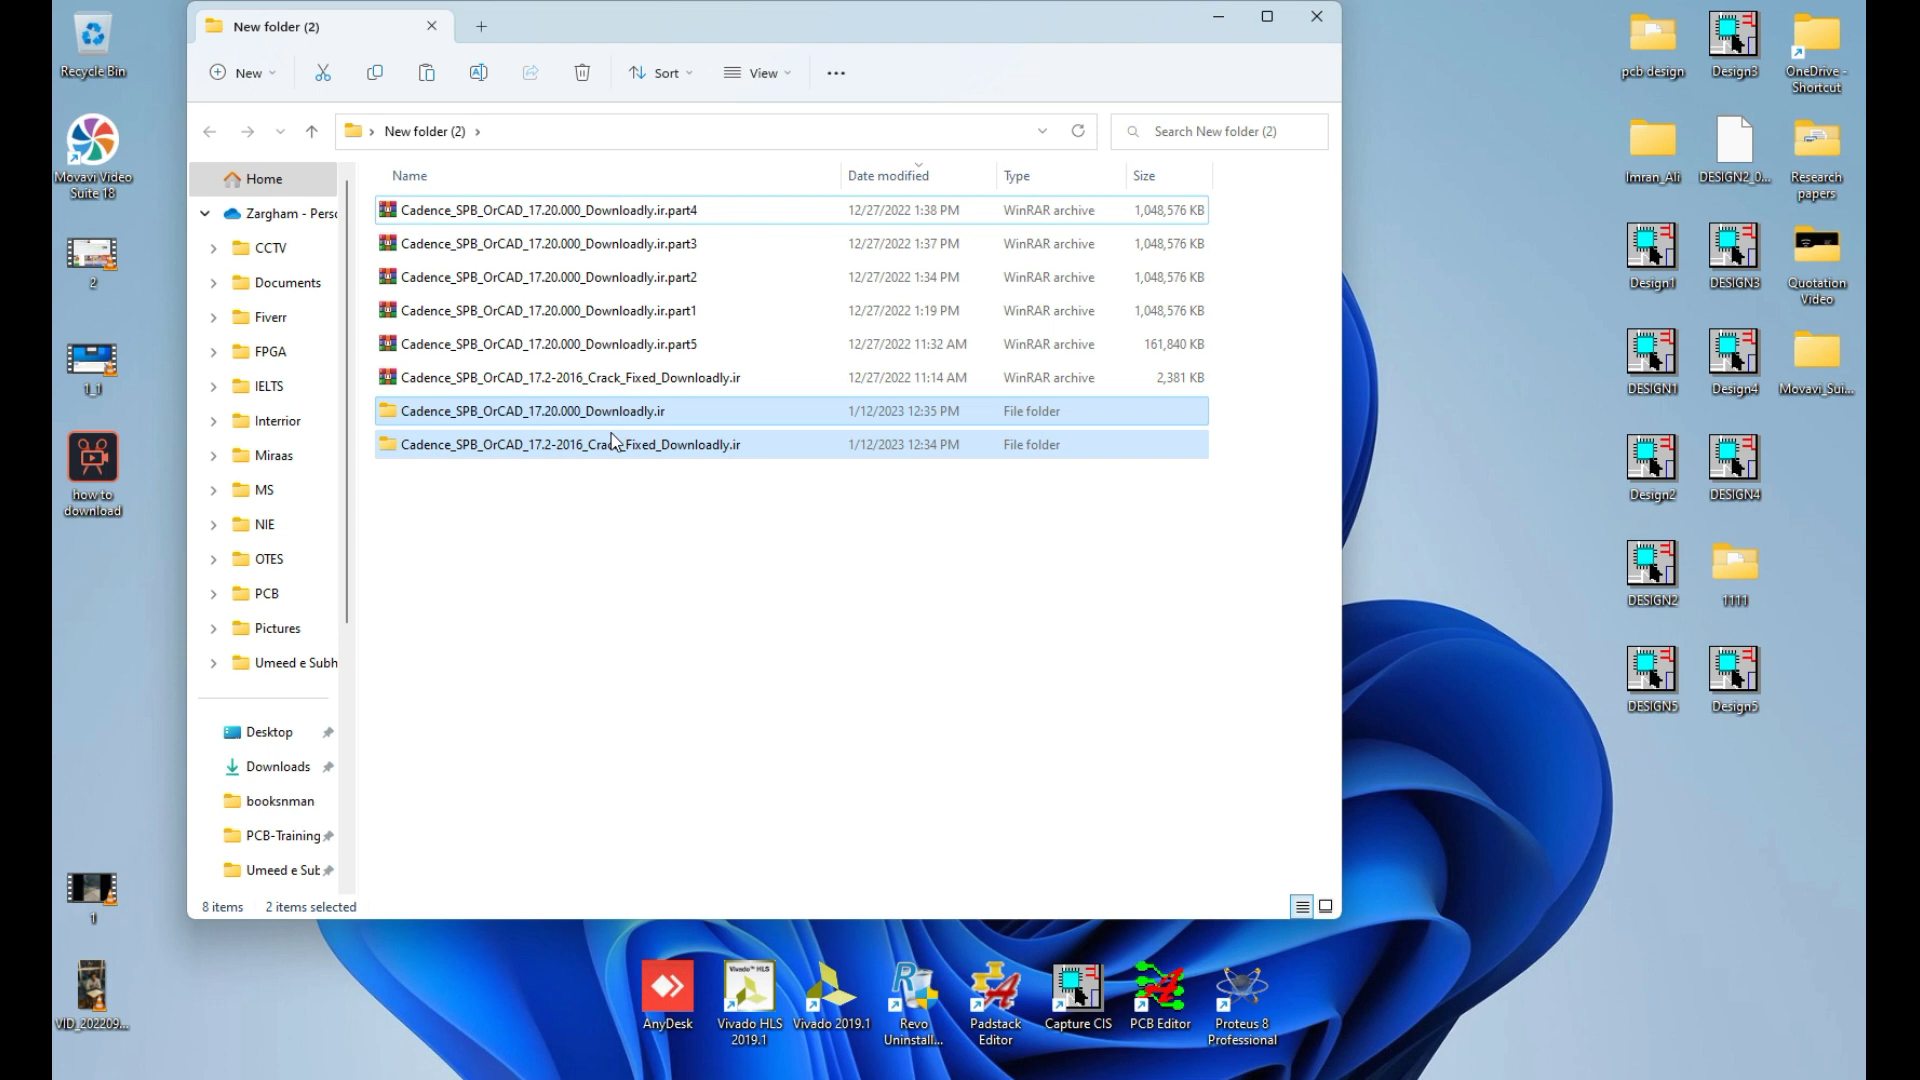 New folder (2)
New
Sort
View
New folder (2)
Search New folder (2)
Name
Date modified
Type
Size
Cadence_SPB_OrCAD_17.20.000_Downloadly.ir.part4
12/27/2022 1:38 PM
WinRAR archive
1,048,576 KB
Cadence_SPB_OrCAD_17.20.000_Downloadly.ir.part3
12/27/2022 1:37 PM
WinRAR archive
1,048,576 KB
Cadence_SPB_OrCAD_17.20.000_Downloadly.ir.part2
12/27/2022 1:34 PM
WinRAR archive
1,048,576 KB
Cadence_SPB_OrCAD_17.20.000_Downloadly.ir.part1
12/27/2022 1:19 PM
WinRAR archive
1,048,576 KB
Cadence_SPB_OrCAD_17.20.000_Downloadly.ir.part5
12/27/2022 11:32 AM
WinRAR archive
161,840 KB
Cadence_SPB_OrCAD_17.2-2016_Crack_Fixed_Downloadly.ir
12/27/2022 11:14 AM
WinRAR archive
2,381 KB
Cadence_SPB_OrCAD_17.20.000_Downloadly.ir
1/12/2023 12:35 PM
File folder
Cadence_SPB_OrCAD_17.2-2016_Crack_Fixed_Downloadly.ir
1/12/2023 12:34 PM
File folder
Home
Zargham - Perso
CCTV
Documents
Fiverr
FPGA
IELTS
Interrior
Miraas
MS
NIE
OTES
PCB
Pictures
Umeed e Subh
Desktop
Downloads
booksnman
PCB-Training
Umeed e Sub
8 items
2 items selected
Recycle Bin
Movavi Video
Suite 18
2
1_1
how to
download
1
VID_202209...
pcb design
Design3
OneDrive -
Shortcut
Imran_Ali
DESIGN2_0...
Research
papers
Design1
DESIGN3
Quotation
Video
DESIGN1
Design4
Movavi_Sui...
Design2
DESIGN4
DESIGN2
1111
DESIGN5
Design5
AnyDesk
Vivado HLS
2019.1
Vivado 2019.1
Revo
Uninstall...
Padstack
Editor
Capture CIS
PCB Editor
Proteus 8
Professional